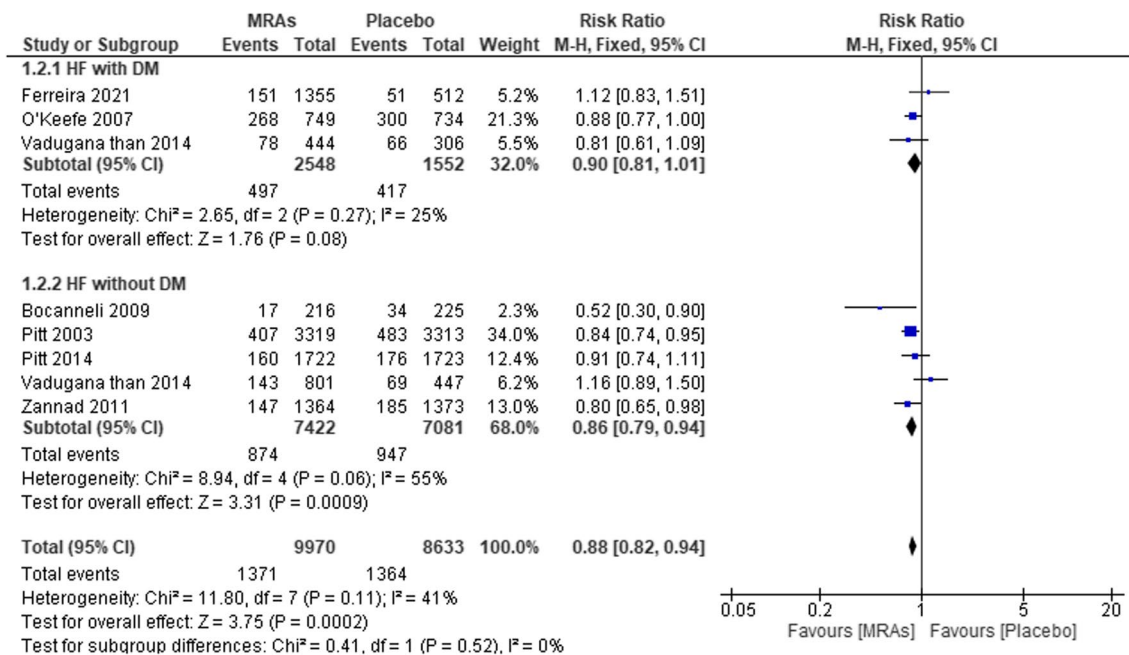 MRAs Placebo Risk Ratio Risk Ratio
Study or Subgroup Events Total Events Total Weight M-H, Fixed, 95% CI M-H, Fixed, 95% CI
1.2.1 HF with DM
Ferreira 2021 151 1355 51 512 5.2% 1.12 [0.83, 1.51]
O'Keefe 2007 268 749 300 734 21.3% 0.88 [0.77, 1.00]
Vadugana than 2014 78 444 66 306 5.5% 0.81 [0.61, 1.09]
Subtotal (95% CI) 2548 1552 32.0% 0.90 [0.81, 1.01]
Total events 497 417
Heterogeneity: Chi² = 2.65, df = 2 (P = 0.27); I² = 25%
Test for overall effect: Z = 1.76 (P = 0.08)
1.2.2 HF without DM
Bocanneli 2009 17 216 34 225 2.3% 0.52 [0.30, 0.90]
Pitt 2003 407 3319 483 3313 34.0% 0.84 [0.74, 0.95]
Pitt 2014 160 1722 176 1723 12.4% 0.91 [0.74, 1.11]
Vadugana than 2014 143 801 69 447 6.2% 1.16 [0.89, 1.50]
Zannad 2011 147 1364 185 1373 13.0% 0.80 [0.65, 0.98]
Subtotal (95% CI) 7422 7081 68.0% 0.86 [0.79, 0.94]
Total events 874 947
Heterogeneity: Chi² = 8.94, df = 4 (P = 0.06); I² = 55%
Test for overall effect: Z = 3.31 (P = 0.0009)
Total (95% CI) 9970 8633 100.0% 0.88 [0.82, 0.94]
Total events 1371 1364
Heterogeneity: Chi² = 11.80, df = 7 (P = 0.11); I² = 41%
Test for overall effect: Z = 3.75 (P = 0.0002)
Test for subgroup differences: Chi² = 0.41, df = 1 (P = 0.52), I² = 0%
0.05 0.2 1 5 20
Favours [MRAs] Favours [Placebo]